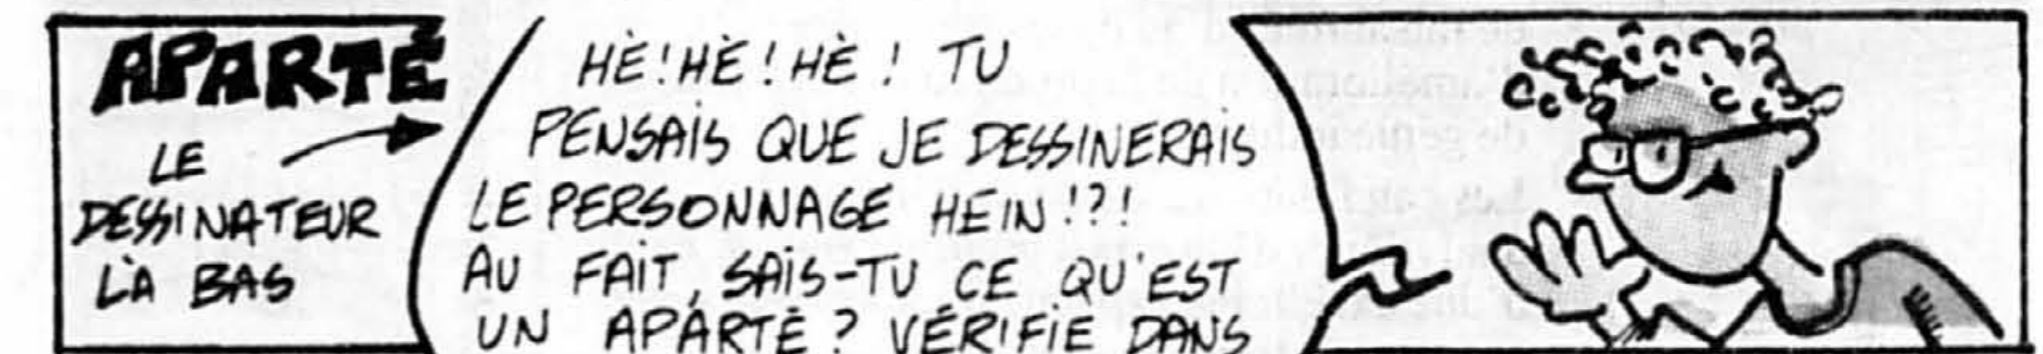 APARTÉ
LE
DESSINATEUR
LÀ BAS
HÈ! HÈ! HÈ! TU
PENSAIS QUE JE DESSINERAIS
LE PERSONNAGE HEIN!?!
AU FAIT, SAIS-TU CE QU'EST
UN APARTÉ? VÉRIFIE DANS